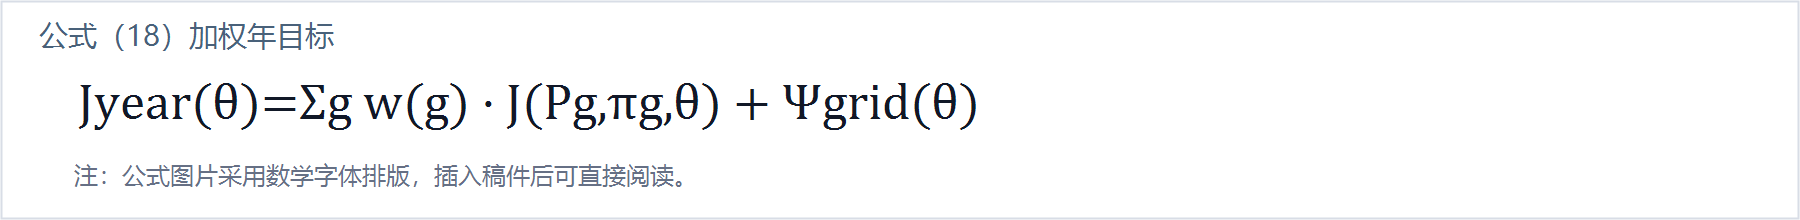 公式（18）加权年目标
Jyear(θ)=Σg w(g) · J(Pg,πg,θ) + Ψgrid(θ)
注：公式图片采用数学字体排版，插入稿件后可直接阅读。